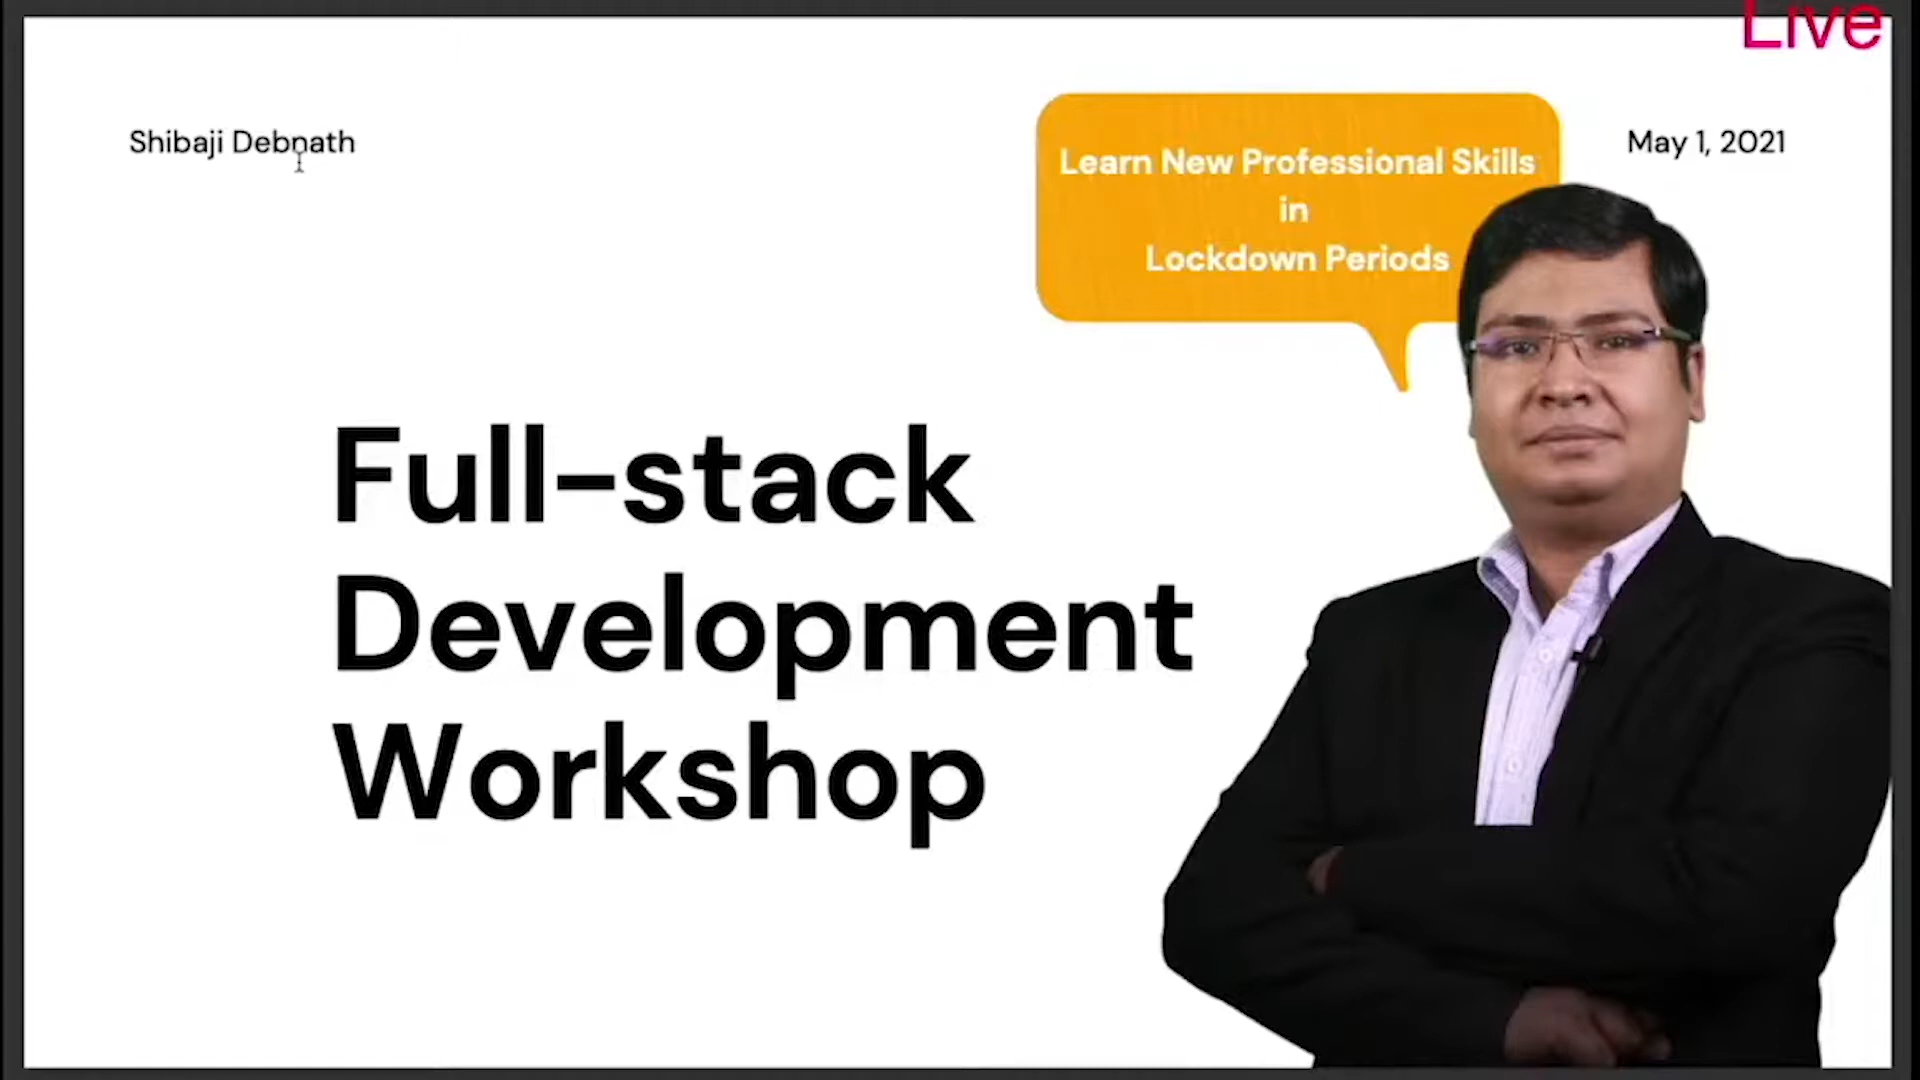 Live
Shibaji Debnath
May 1, 2021
Learn New Professional Skills
in
Lockdown Periods
Full-stack
Development
Workshop